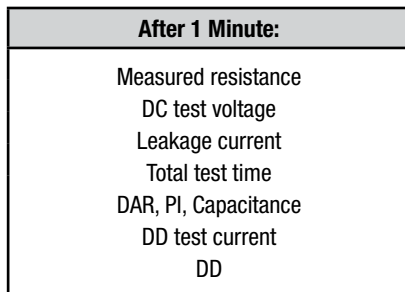 After 1 Minute:
Measured resistance
DC test voltage
Leakage current
Total test time
DAR, PI, Capacitance
DD test current
DD